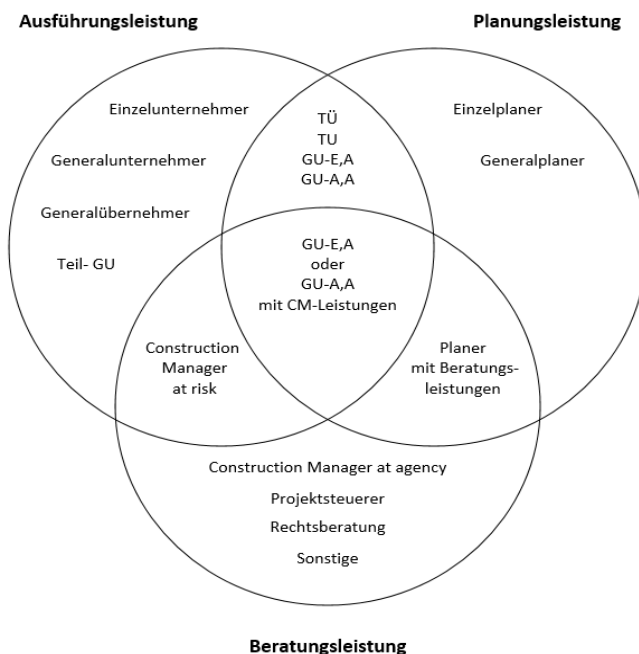 Ausführungsleistung
Planungsleistung
Einzelunternehmer
Generalunternehmer
Generalübernehmer
Teil- GU
TÜ
TU
GU-E,A
GU-A,A
Einzelplaner
Generalplaner
GU-E,A
oder
GU-A,A
mit CM-Leistungen
Construction
Manager
at risk
Planer
mit Beratungs-
leistungen
Construction Manager at agency
Projektsteuerer
Rechtsberatung
Sonstige
Beratungsleistung